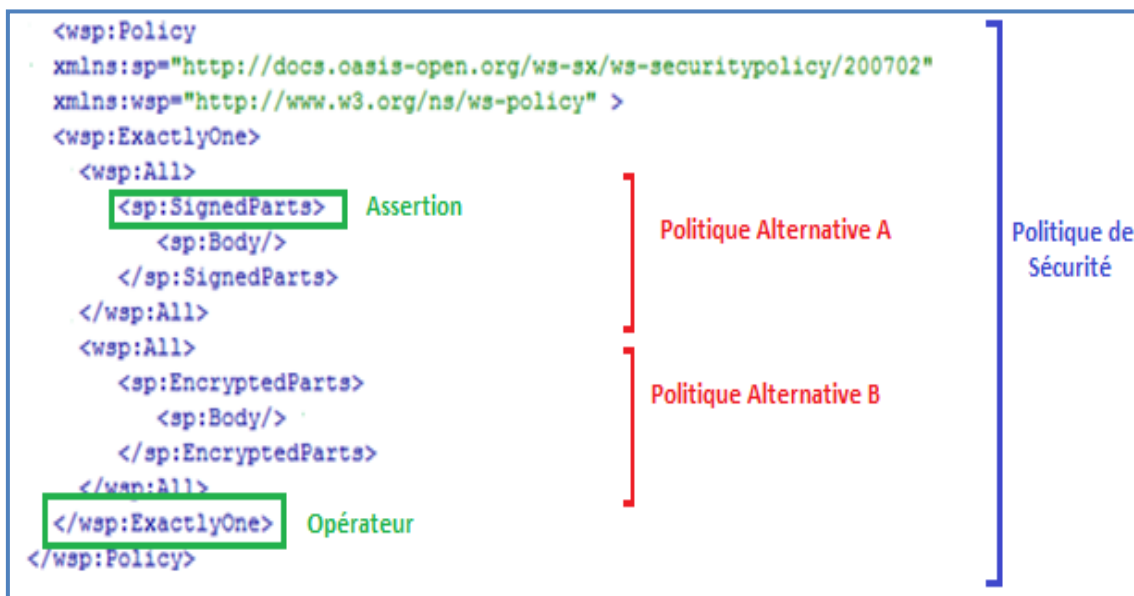 <wsp:Policy
xmlns:sp="http://docs.oasis-open.org/ws-sx/ws-securitypolicy/200702"
xmlns:wsp="http://www.w3.org/ns/ws-policy" >
<wsp:ExactlyOne>
<wsp:All>
<sp:SignedParts> Assertion
<sp:Body/>
</sp:SignedParts>
</wsp:All>
Politique Alternative A
<wsp:All>
<sp:EncryptedParts>
<sp:Body/>
</sp:EncryptedParts>
</wsp:All>
Politique Alternative B
</wsp:ExactlyOne> Opérateur
</wsp:Policy>
Politique de
Sécurité